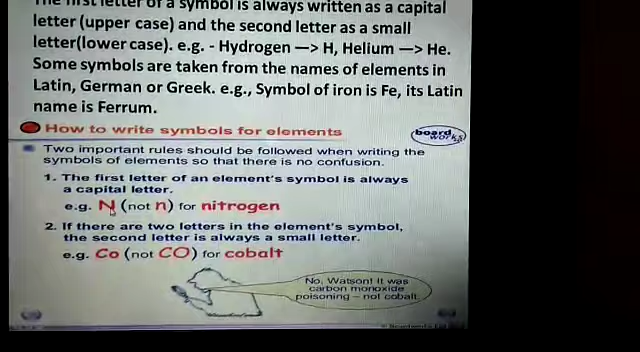 The first letter of a symbol is always written as a capital
letter (upper case) and the second letter as a small
letter(lower case). e.g. - Hydrogen —> H, Helium —> He.
Some symbols are taken from the names of elements in
Latin, German or Greek. e.g., Symbol of iron is Fe, its Latin
name is Ferrum.
How to write symbols for elements
board
works
Two important rules should be followed when writing the
symbols of elements so that there is no confusion.
1. The first letter of an element's symbol is always
a capital letter.
e.g. N (not n) for nitrogen
2. If there are two letters in the element's symbol,
the second letter is always a small letter.
e.g. Co (not CO) for cobalt
No, Watson! It was
carbon monoxide
poisoning – not cobalt.